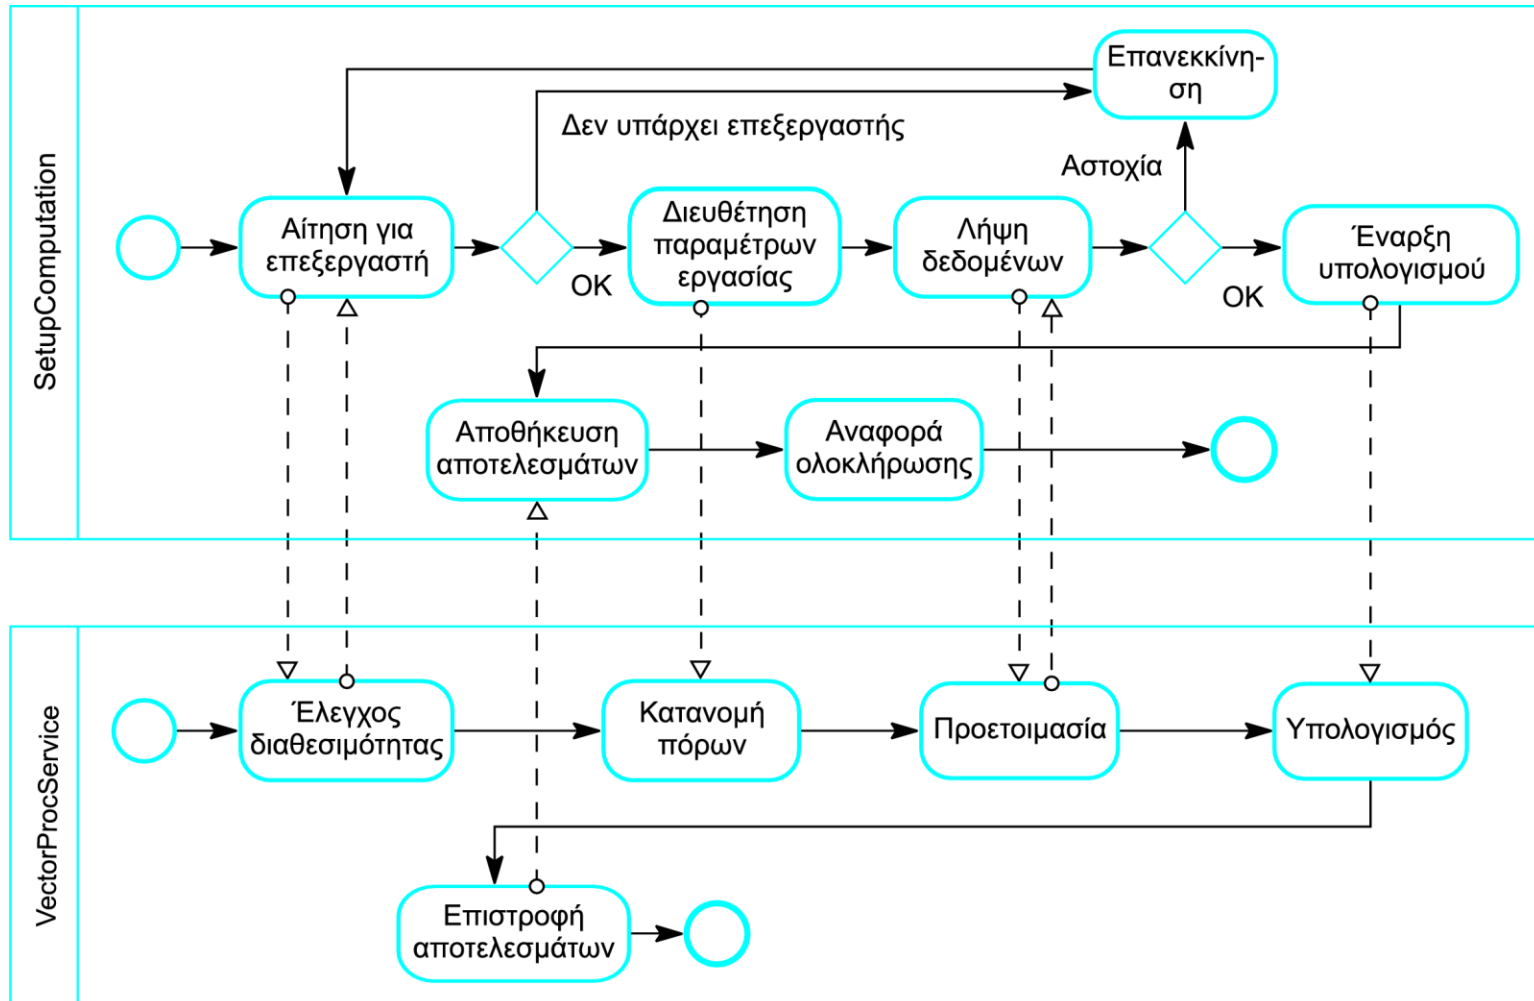 SetupComputation
Επανεκκίνη-
ση
Δεν υπάρχει επεξεργαστής
Αστοχία
Αίτηση για
επεξεργαστή
OK
Διευθέτηση
παραμέτρων
εργασίας
Λήψη
δεδομένων
OK
Έναρξη
υπολογισμού
Αποθήκευση
αποτελεσμάτων
Αναφορά
ολοκλήρωσης
VectorProcService
Έλεγχος
διαθεσιμότητας
Κατανομή
πόρων
Προετοιμασία
Υπολογισμός
Επιστροφή
αποτελεσμάτων